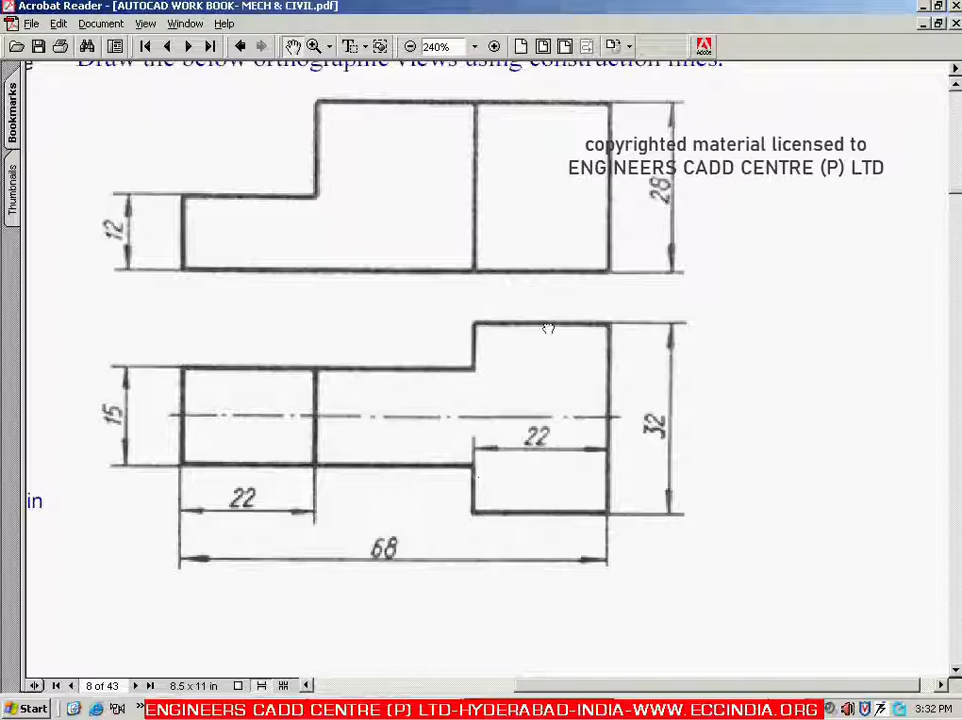 Acrobat Reader - [AUTOCAD WORK BOOK- MECH & CIVIL.pdf]
File Edit Document View Window Help
240%
Adobe
Draw the below orthographic views using construction lines.
Bookmarks
Thumbnails
copyrighted material licensed to
ENGINEERS CADD CENTRE (P) LTD
28
12
15
22
32
in
22
68
8 of 43 8.5 x 11 in
Start » ENGINEERS CADD CENTRE (P) LTD-HYDERABAD-INDIA-WWW. ECCINDIA. ORG 3:32 PM